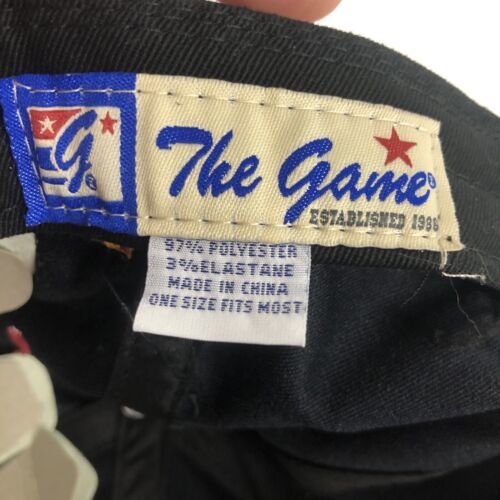 G®
The Game®
ESTABLISHED 1986
97% POLYESTER
3% ELASTANE
MADE IN CHINA
ONE SIZE FITS MOST